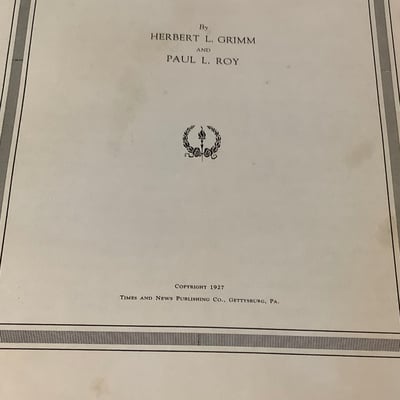 By
HERBERT L. GRIMM
AND
PAUL L. ROY
COPYRIGHT 1927
TIMES AND NEWS PUBLISHING CO., GETTYSBURG, PA.